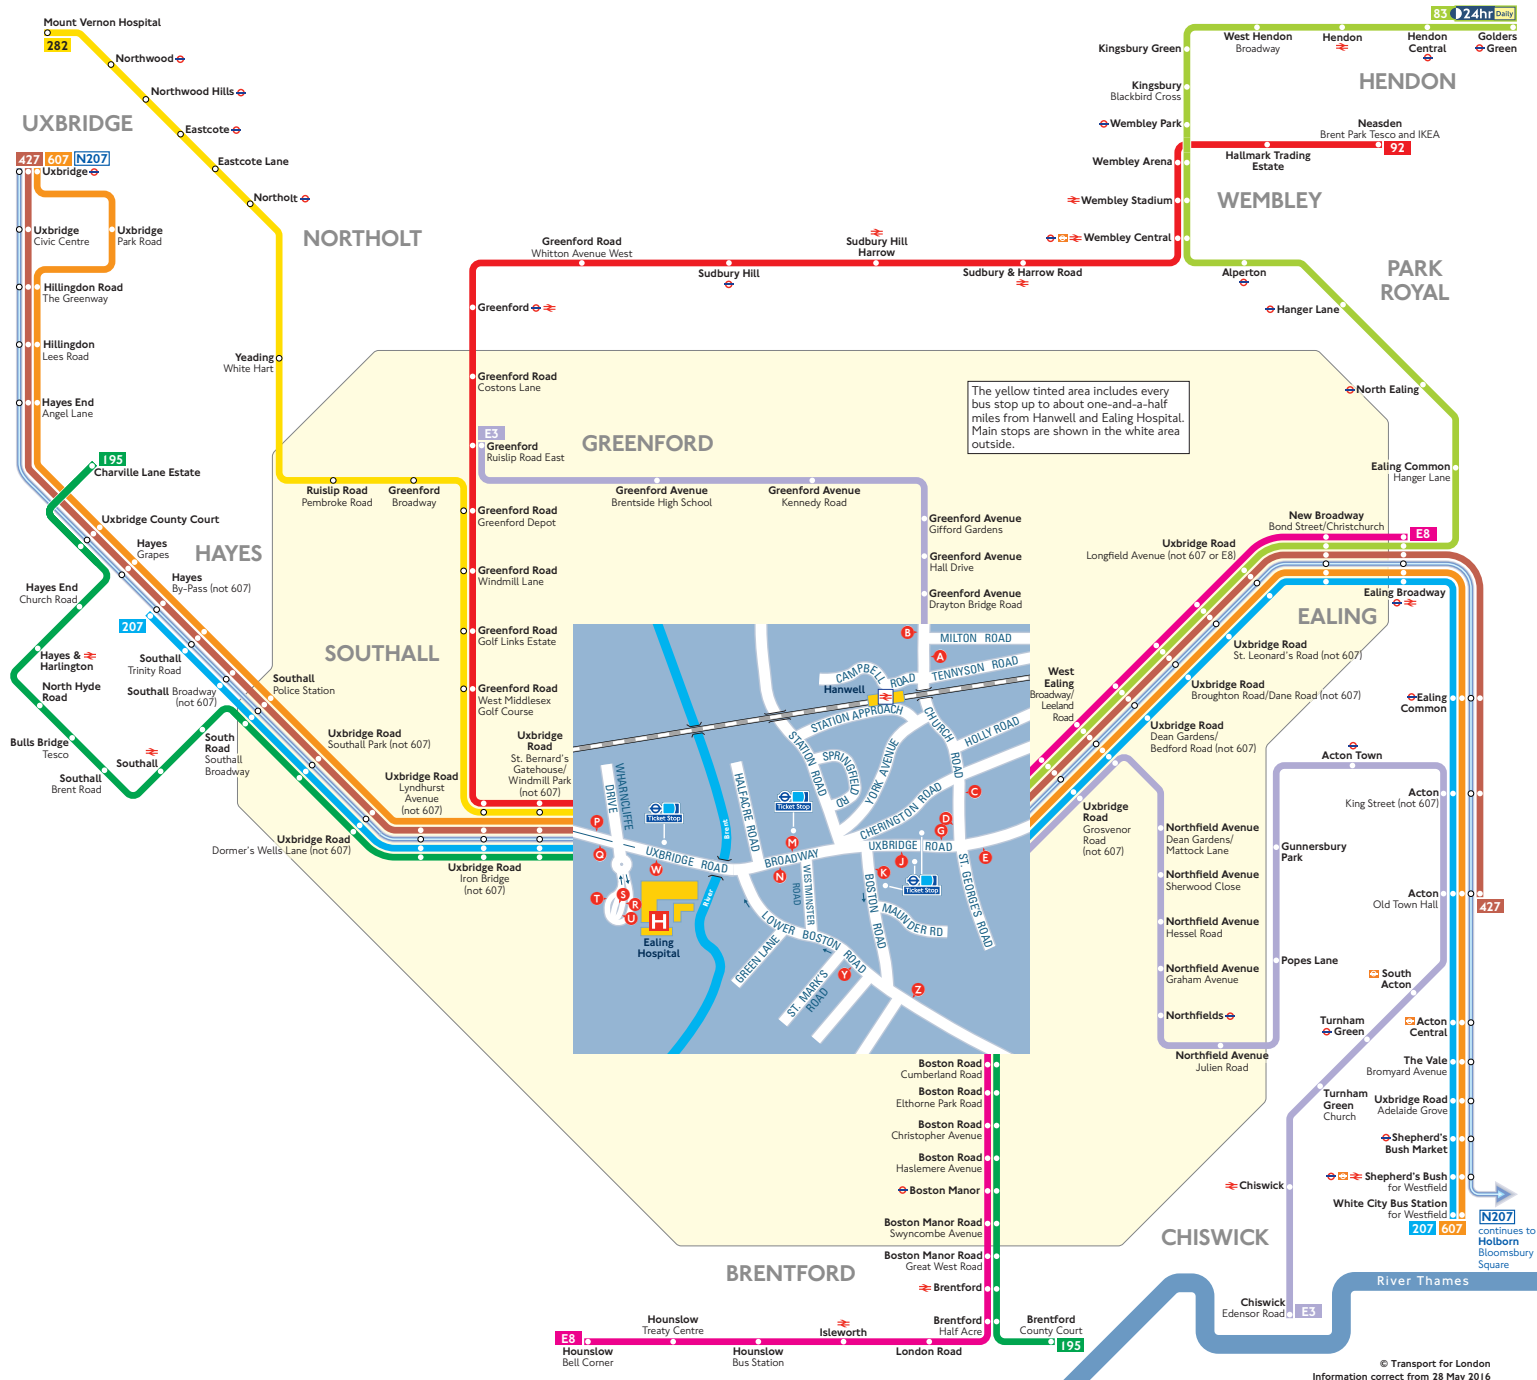 Mount Vernon Hospital
282
Northwood
Northwood Hills
Eastcote
Eastcote Lane
Northolt
UXBRIDGE
427 607 N207
Uxbridge
Uxbridge
Civic Centre
Uxbridge
Park Road
Hillingdon Road
The Greenway
Hillingdon
Lees Road
Hayes End
Angel Lane
195
Charville Lane Estate
Uxbridge County Court
Hayes
Grapes
HAYES
Hayes
By-Pass (not 607)
Hayes End
Church Road
207
Hayes &
Harlington
Southall
Trinity Road
North Hyde
Road
Southall Broadway
(not 607)
Southall
Police Station
Bulls Bridge
Tesco
Southall
Brent Road
Southall
South
Road
Southall
Broadway
Uxbridge Road
Southall Park (not 607)
Uxbridge Road
Lyndhurst
Avenue
(not 607)
Uxbridge Road
Dormer's Wells Lane (not 607)
Uxbridge Road
Iron Bridge
(not 607)
Uxbridge
Road
St. Bernard's
Gatehouse/
Windmill Park
(not 607)
NORTHOLT
Yeading
White Hart
Ruislip Road
Pembroke Road
Greenford
Broadway
SOUTHALL
Greenford Road
Whitton Avenue West
Sudbury Hill
Sudbury Hill
Harrow
Sudbury & Harrow Road
Greenford
Greenford Road
Costons Lane
E3
Greenford
Ruislip Road East
GREENFORD
Greenford Avenue
Brentside High School
Greenford Avenue
Kennedy Road
Greenford Road
Greenford Depot
Greenford Road
Windmill Lane
Greenford Road
Golf Links Estate
Greenford Road
West Middlesex
Golf Course
Greenford Avenue
Gifford Gardens
Greenford Avenue
Hall Drive
Greenford Avenue
Drayton Bridge Road
The yellow tinted area includes every
bus stop up to about one-and-a-half
miles from Hanwell and Ealing Hospital.
Main stops are shown in the white area
outside.
83 24hr Daily
Kingsbury Green
West Hendon
Broadway
Hendon
Hendon
Central
Golders
Green
HENDON
Kingsbury
Blackbird Cross
Wembley Park
Neasden
Brent Park Tesco and IKEA
92
Hallmark Trading
Estate
Wembley Arena
Wembley Stadium
WEMBLEY
Wembley Central
Alperton
PARK
ROYAL
Hanger Lane
North Ealing
Ealing Common
Hanger Lane
New Broadway
Bond Street/Christchurch
E8
Uxbridge Road
Longfield Avenue (not 607 or E8)
Ealing Broadway
EALING
Uxbridge Road
St. Leonard's Road (not 607)
West
Ealing
Broadway/
Leeland
Road
Uxbridge Road
Broughton Road/Dane Road (not 607)
Uxbridge Road
Dean Gardens/
Bedford Road (not 607)
Uxbridge
Road
Grosvenor
Road
(not 607)
Ealing
Common
Acton Town
Acton
King Street (not 607)
Northfield Avenue
Dean Gardens/
Mattock Lane
Gunnersbury
Park
Northfield Avenue
Sherwood Close
Acton
Old Town Hall
427
Northfield Avenue
Hessel Road
Northfield Avenue
Graham Avenue
Popes Lane
South
Acton
Northfields
Turnham
Green
Acton
Central
Northfield Avenue
Julien Road
The Vale
Bromyard Avenue
Turnham
Green
Church
Uxbridge Road
Adelaide Grove
Shepherd's
Bush Market
Chiswick
Shepherd's Bush
for Westfield
White City Bus Station
for Westfield
207 607
N207
continues to
Holborn
Bloomsbury
Square
CHISWICK
River Thames
Chiswick
Edensor Road
E3
B
MILTON ROAD
A
TENNYSON ROAD
CAMPBELL ROAD
Hanwell
STATION APPROACH
CHURCH ROAD
HOLLY ROAD
STATION ROAD
SPRINGFIELD RD
YORK AVENUE
WHARNCLIFFE DRIVE
HALFACRE ROAD
Ticket Stop
Ticket Stop
CHERINGTON ROAD
C
D
G
P
Q
M
UXBRIDGE ROAD
BROADWAY
UXBRIDGE ROAD
E
J
W
N
K
Ticket Stop
WESTMINSTER ROAD
BOSTON ROAD
ST. GEORGE'S ROAD
T
S
R
U
H
Ealing
Hospital
River
Brent
LOWER BOSTON ROAD
MAUNDER RD
GREEN LANE
ST. MARK'S ROAD
Y
Z
Boston Road
Cumberland Road
Boston Road
Elthorne Park Road
Boston Road
Christopher Avenue
Boston Road
Haslemere Avenue
Boston Manor
Boston Manor Road
Swyncombe Avenue
Boston Manor Road
Great West Road
BRENTFORD
Brentford
Brentford
Half Acre
Brentford
County Court
195
E8
Hounslow
Bell Corner
Hounslow
Treaty Centre
Hounslow
Bus Station
Isleworth
London Road
© Transport for London
Information correct from 28 May 2016